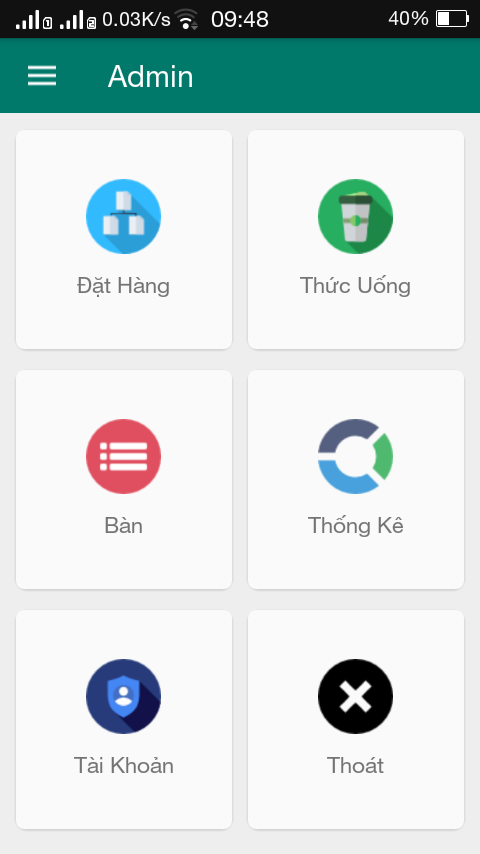 0.03K/s 09:48 40%
Admin
Đặt Hàng Thức Uống
Bàn Thống Kê
Tài Khoản Thoát